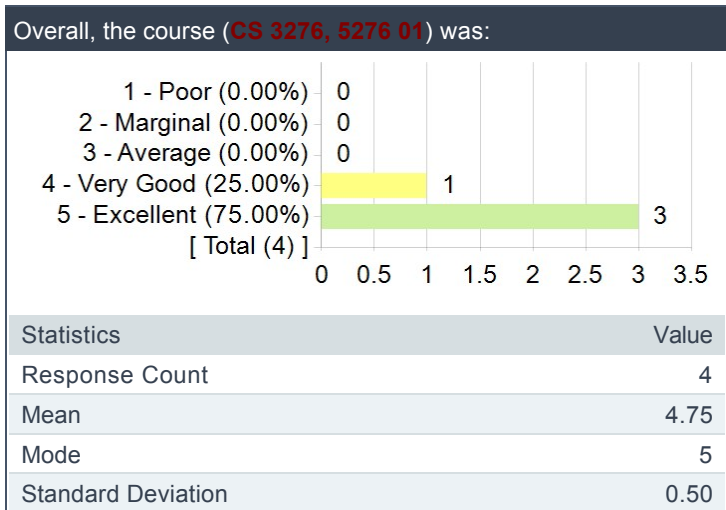 Overall, the course (CS 3276, 5276 01) was:
1 - Poor (0.00%) 0
2 - Marginal (0.00%) 0
3 - Average (0.00%) 0
4 - Very Good (25.00%) 1
5 - Excellent (75.00%) 3
[ Total (4) ]
0 0.5 1 1.5 2 2.5 3 3.5
Statistics Value
Response Count 4
Mean 4.75
Mode 5
Standard Deviation 0.50